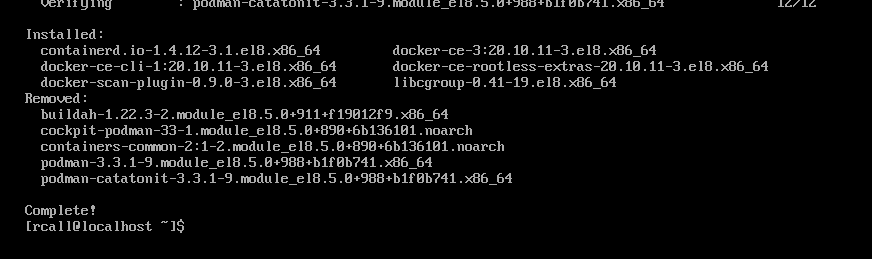 Verifying        : podman-catatonit-3.3.1-9.module_el8.5.0+988+b1f0b741.x86_64        12/12
Installed:
containerd.io-1.4.12-3.1.el8.x86_64 docker-ce-3:20.10.11-3.el8.x86_64
docker-ce-cli-1:20.10.11-3.el8.x86_64 docker-ce-rootless-extras-20.10.11-3.el8.x86_64
docker-scan-plugin-0.9.0-3.el8.x86_64 libcgroup-0.41-19.el8.x86_64
Removed:
buildah-1.22.3-2.module_el8.5.0+911+f19012f9.x86_64
cockpit-podman-33-1.module_el8.5.0+890+6b136101.noarch
containers-common-2:1-2.module_el8.5.0+890+6b136101.noarch
podman-3.3.1-9.module_el8.5.0+988+b1f0b741.x86_64
podman-catatonit-3.3.1-9.module_el8.5.0+988+b1f0b741.x86_64
Complete!
[rcall@localhost ~]$